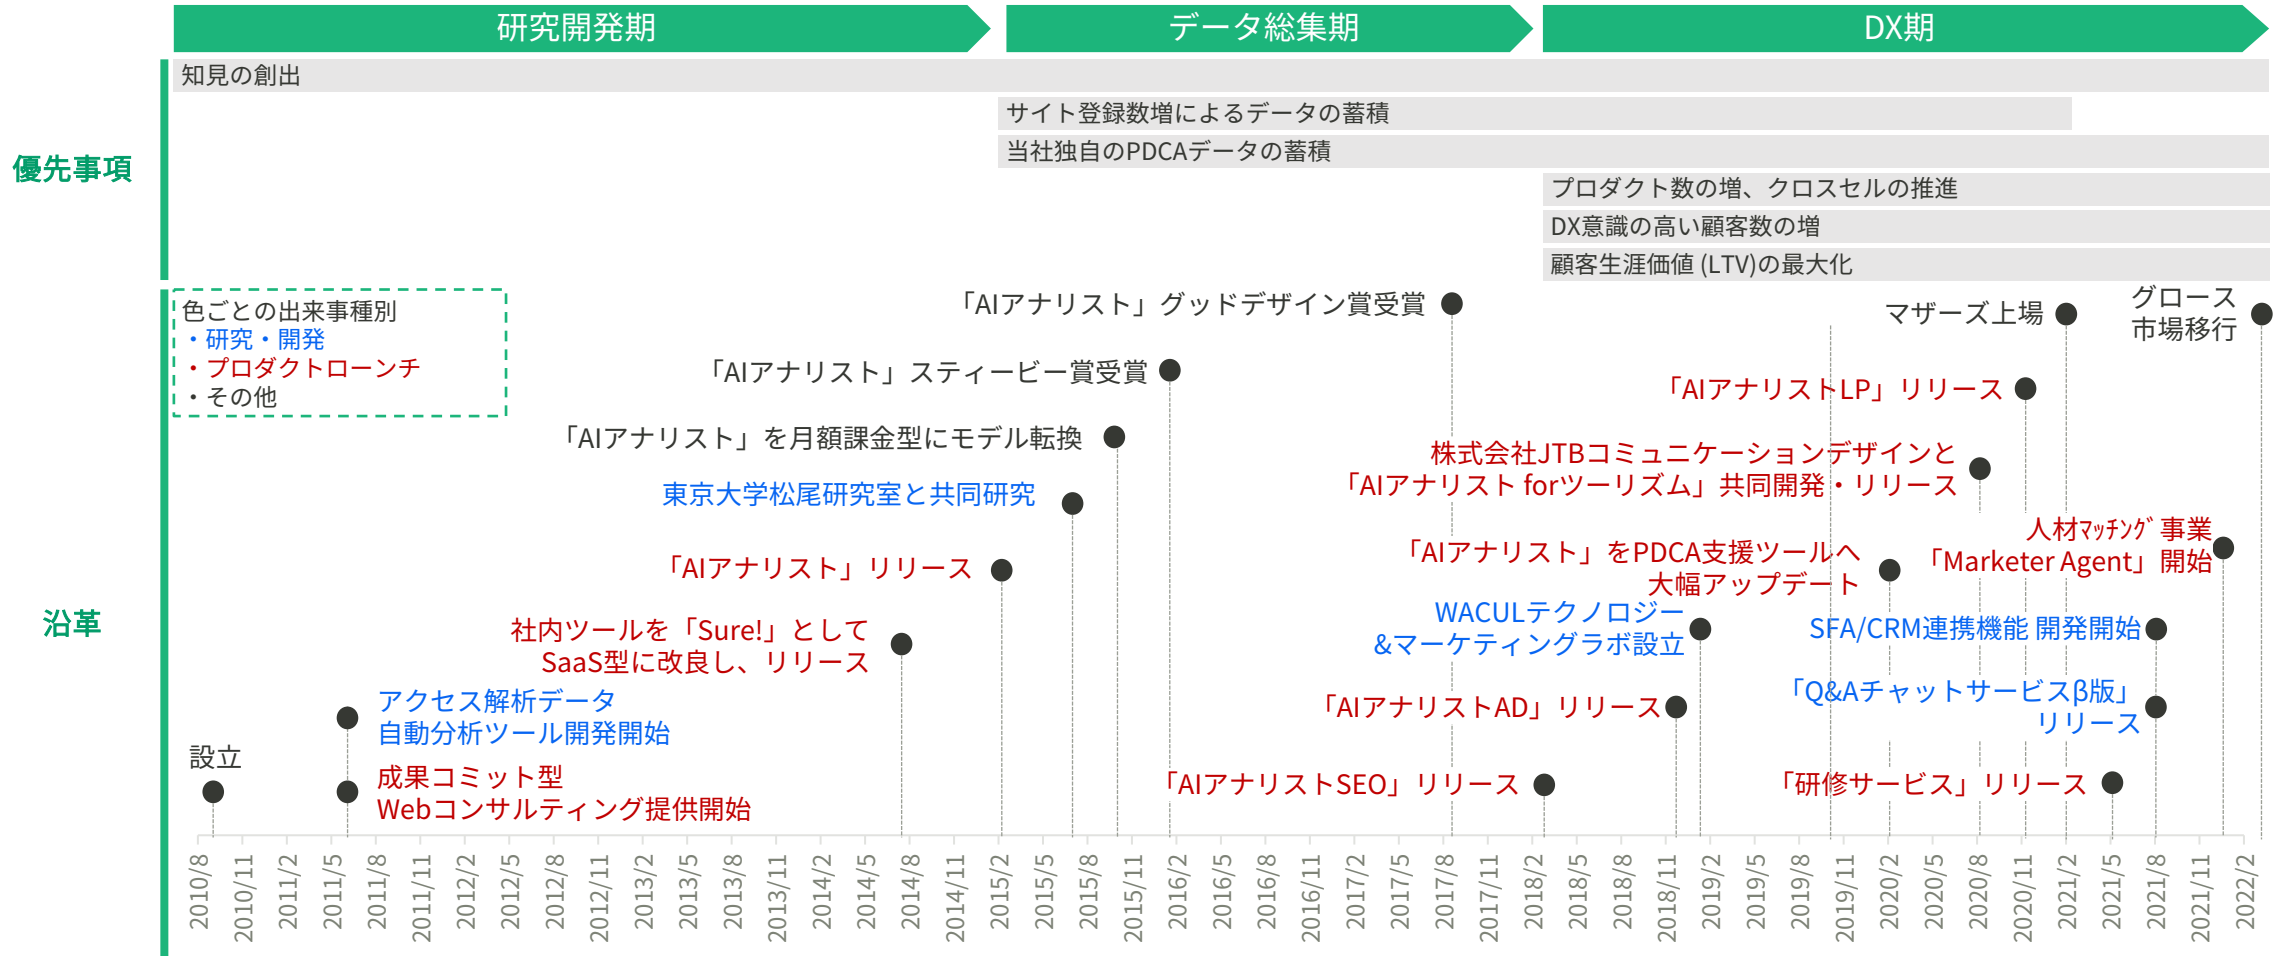 研究開発期
データ総集期
DX期
優先事項
知見の創出
サイト登録数増によるデータの蓄積
当社独自のPDCAデータの蓄積
プロダクト数の増、クロスセルの推進
DX意識の高い顧客数の増
顧客生涯価値 (LTV)の最大化
沿革
色ごとの出来事種別
・研究・開発
・プロダクトローンチ
・その他
「AIアナリスト」グッドデザイン賞受賞
マザーズ上場
グロース
市場移行
「AIアナリスト」スティービー賞受賞
「AIアナリストLP」リリース
「AIアナリスト」を月額課金型にモデル転換
株式会社JTBコミュニケーションデザインと
「AIアナリスト forツーリズム」共同開発・リリース
東京大学松尾研究室と共同研究
人材ﾏｯﾁﾝｸﾞ事業
「Marketer Agent」開始
「AIアナリスト」をPDCA支援ツールへ
大幅アップデート
「AIアナリスト」リリース
WACULテクノロジー
&マーケティングラボ設立
SFA/CRM連携機能 開発開始
社内ツールを「Sure!」として
SaaS型に改良し、リリース
「Q&Aチャットサービスβ版」
リリース
アクセス解析データ
自動分析ツール開発開始
「AIアナリストAD」リリース
設立
成果コミット型
Webコンサルティング提供開始
「AIアナリストSEO」リリース
「研修サービス」リリース
2010/8
2010/11
2011/2
2011/5
2011/8
2011/11
2012/2
2012/5
2012/8
2012/11
2013/2
2013/5
2013/8
2013/11
2014/2
2014/5
2014/8
2014/11
2015/2
2015/5
2015/8
2015/11
2016/2
2016/5
2016/8
2016/11
2017/2
2017/5
2017/8
2017/11
2018/2
2018/5
2018/8
2018/11
2019/2
2019/5
2019/8
2019/11
2020/2
2020/5
2020/8
2020/11
2021/2
2021/5
2021/8
2021/11
2022/2